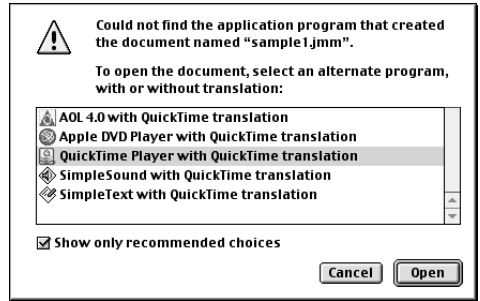 Could not find the application program that created
the document named “sample1.jmm”.
To open the document, select an alternate program,
with or without translation:
AOL 4.0 with QuickTime translation
Apple DVD Player with QuickTime translation
QuickTime Player with QuickTime translation
SimpleSound with QuickTime translation
SimpleText with QuickTime translation
Show only recommended choices
Cancel Open